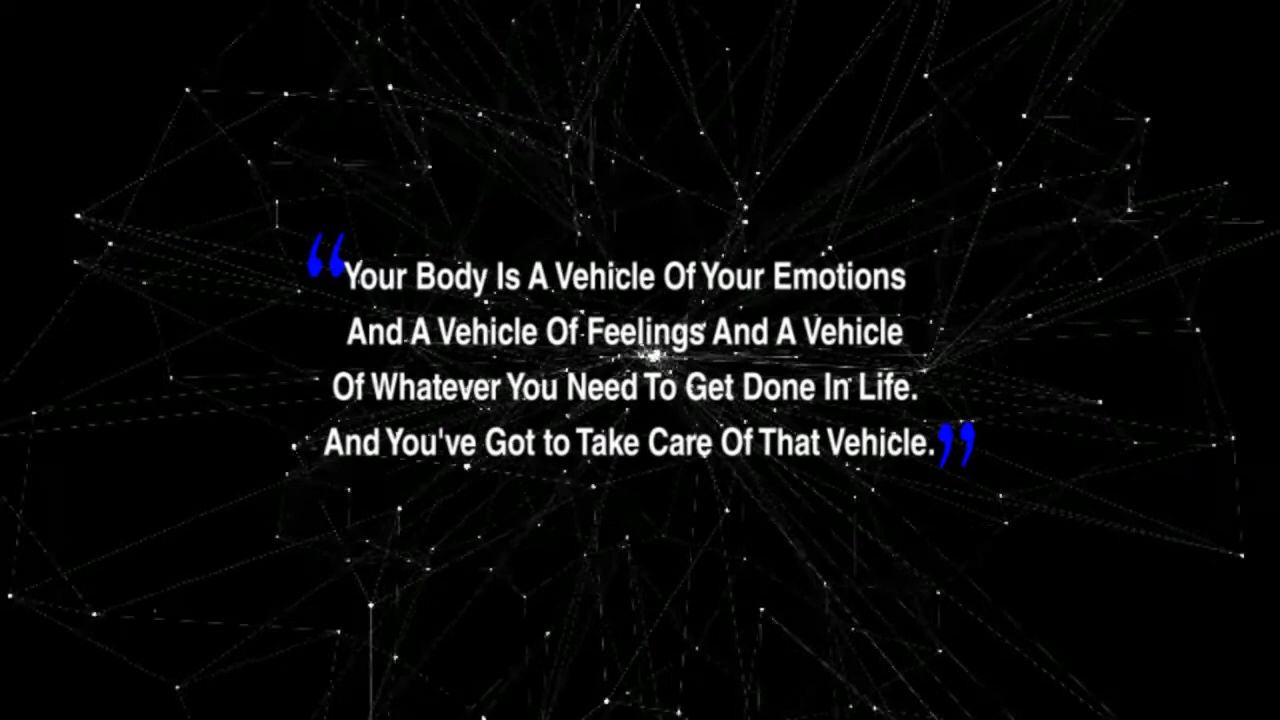 “Your Body Is A Vehicle Of Your Emotions
And A Vehicle Of Feelings And A Vehicle
Of Whatever You Need To Get Done In Life.
And You've Got to Take Care Of That Vehicle.”